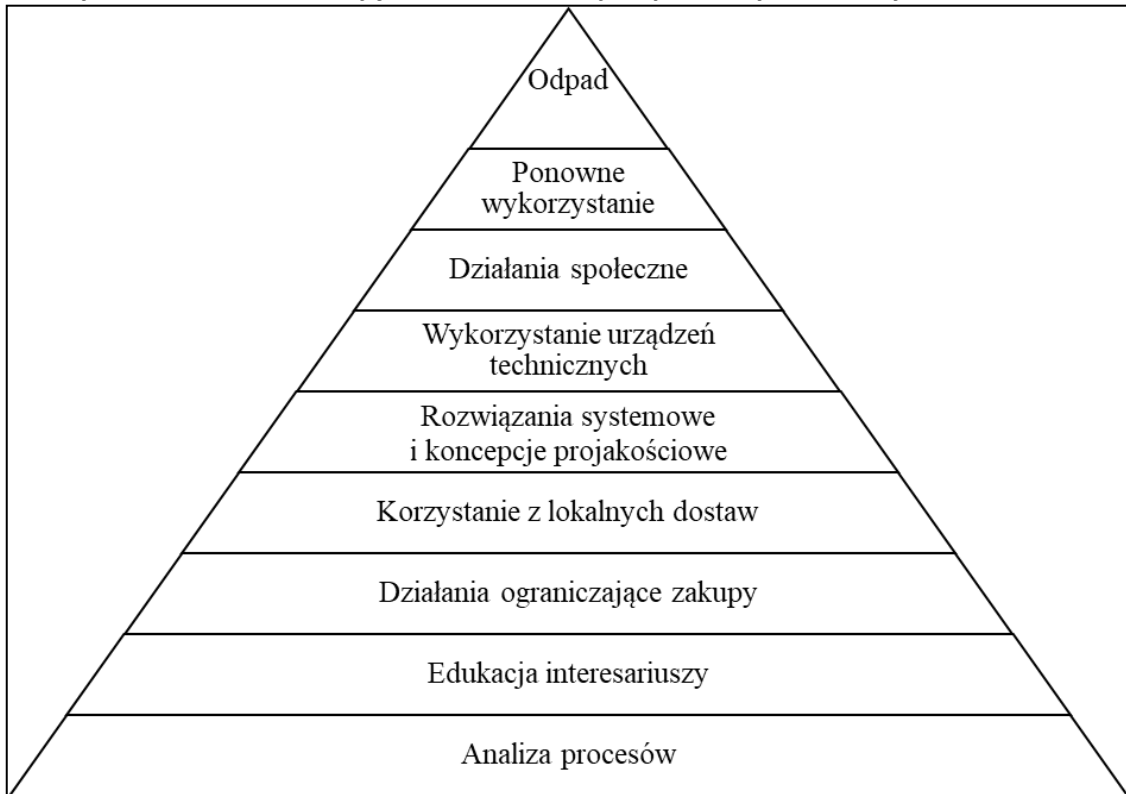 Odpad
Ponowne
wykorzystanie
Działania społeczne
Wykorzystanie urządzeń
technicznych
Rozwiązania systemowe
i koncepcje projakościowe
Korzystanie z lokalnych dostaw
Działania ograniczające zakupy
Edukacja interesariuszy
Analiza procesów